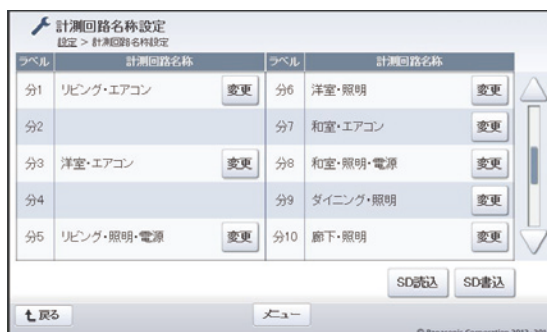 計測回路名称設定
設定 > 計測回路名称設定
ラベル 計測回路名称 ラベル 計測回路名称
分1 リビング・エアコン 変更 分6 洋室・照明 変更
分2 分7 和室・エアコン 変更
分3 洋室・エアコン 変更 分8 和室・照明・電源 変更
分4 分9 ダイニング・照明 変更
分5 リビング・照明・電源 変更 分10 廊下・照明 変更
SD読込 SD書込
戻る メニュー
© Panasonic Corporation 2012